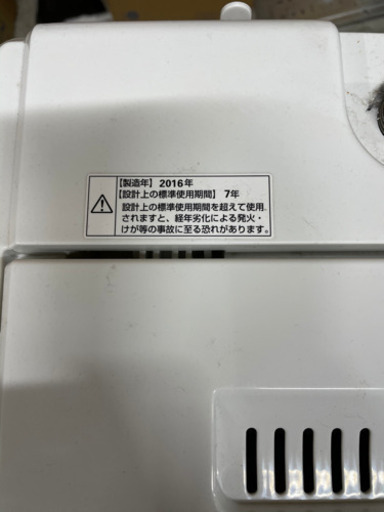 【製造年】2016年
【設計上の標準使用期間】7年
設計上の標準使用期間を超えて使用
されますと、経年劣化による発火・
けが等の事故に至る恐れがあります。